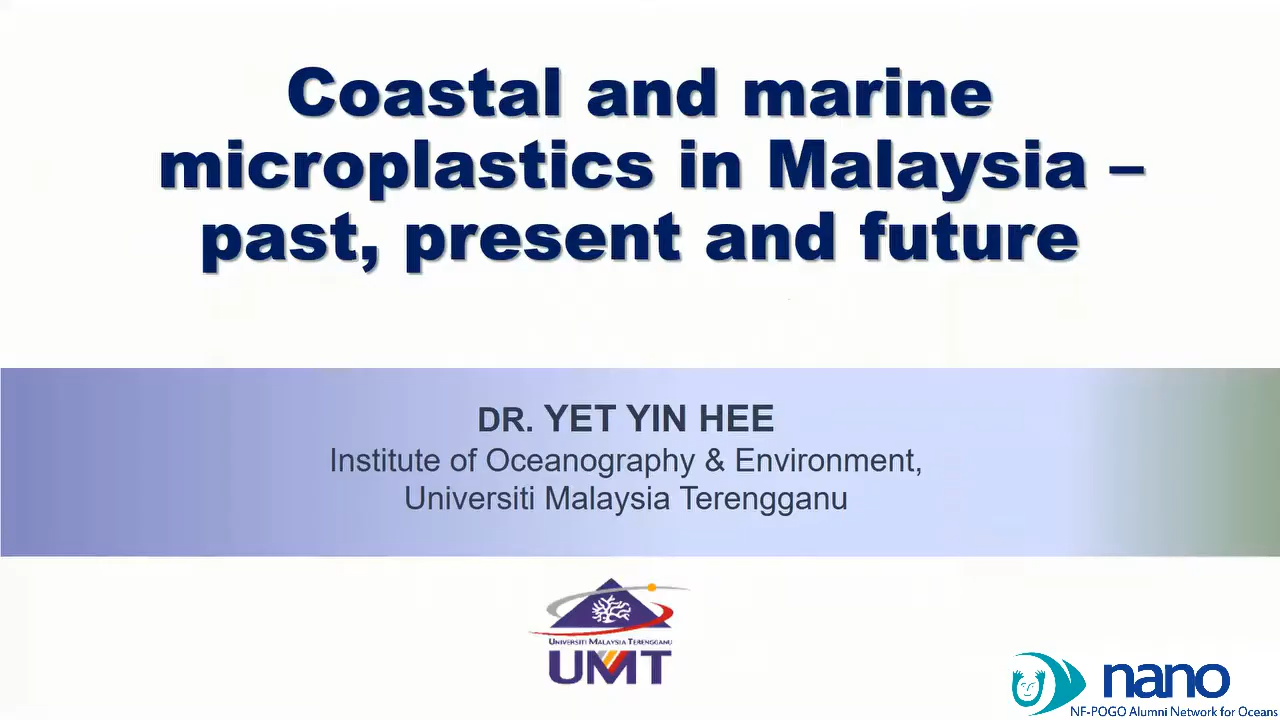 Coastal and marine
microplastics in Malaysia –
past, present and future
DR. YET YIN HEE
Institute of Oceanography & Environment,
Universiti Malaysia Terengganu
UNIVERSITI MALAYSIA TERENGGANU
UMT
nano
NF-POGO Alumni Network for Oceans